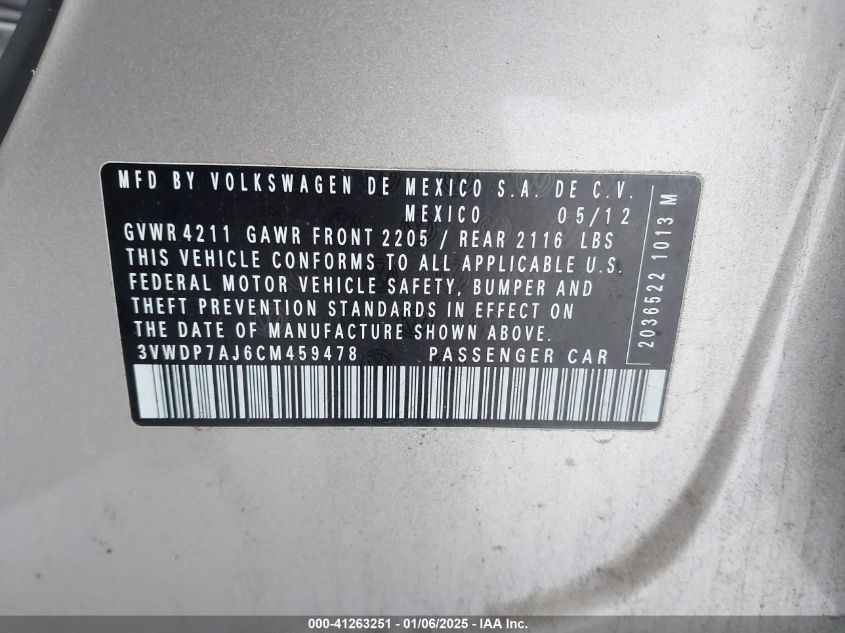 MFD BY VOLKSWAGEN DE MEXICO S.A. DE C.V.
MEXICO 05/12
GVWR 4211 GAWR FRONT 2205 / REAR 2116 LBS
THIS VEHICLE CONFORMS TO ALL APPLICABLE U.S.
FEDERAL MOTOR VEHICLE SAFETY, BUMPER AND
THEFT PREVENTION STANDARDS IN EFFECT ON
THE DATE OF MANUFACTURE SHOWN ABOVE.
3VWDP7AJ6CM459478 PASSENGER CAR
2036522 1013 M
000-41263251 - 01/06/2025 - IAA Inc.